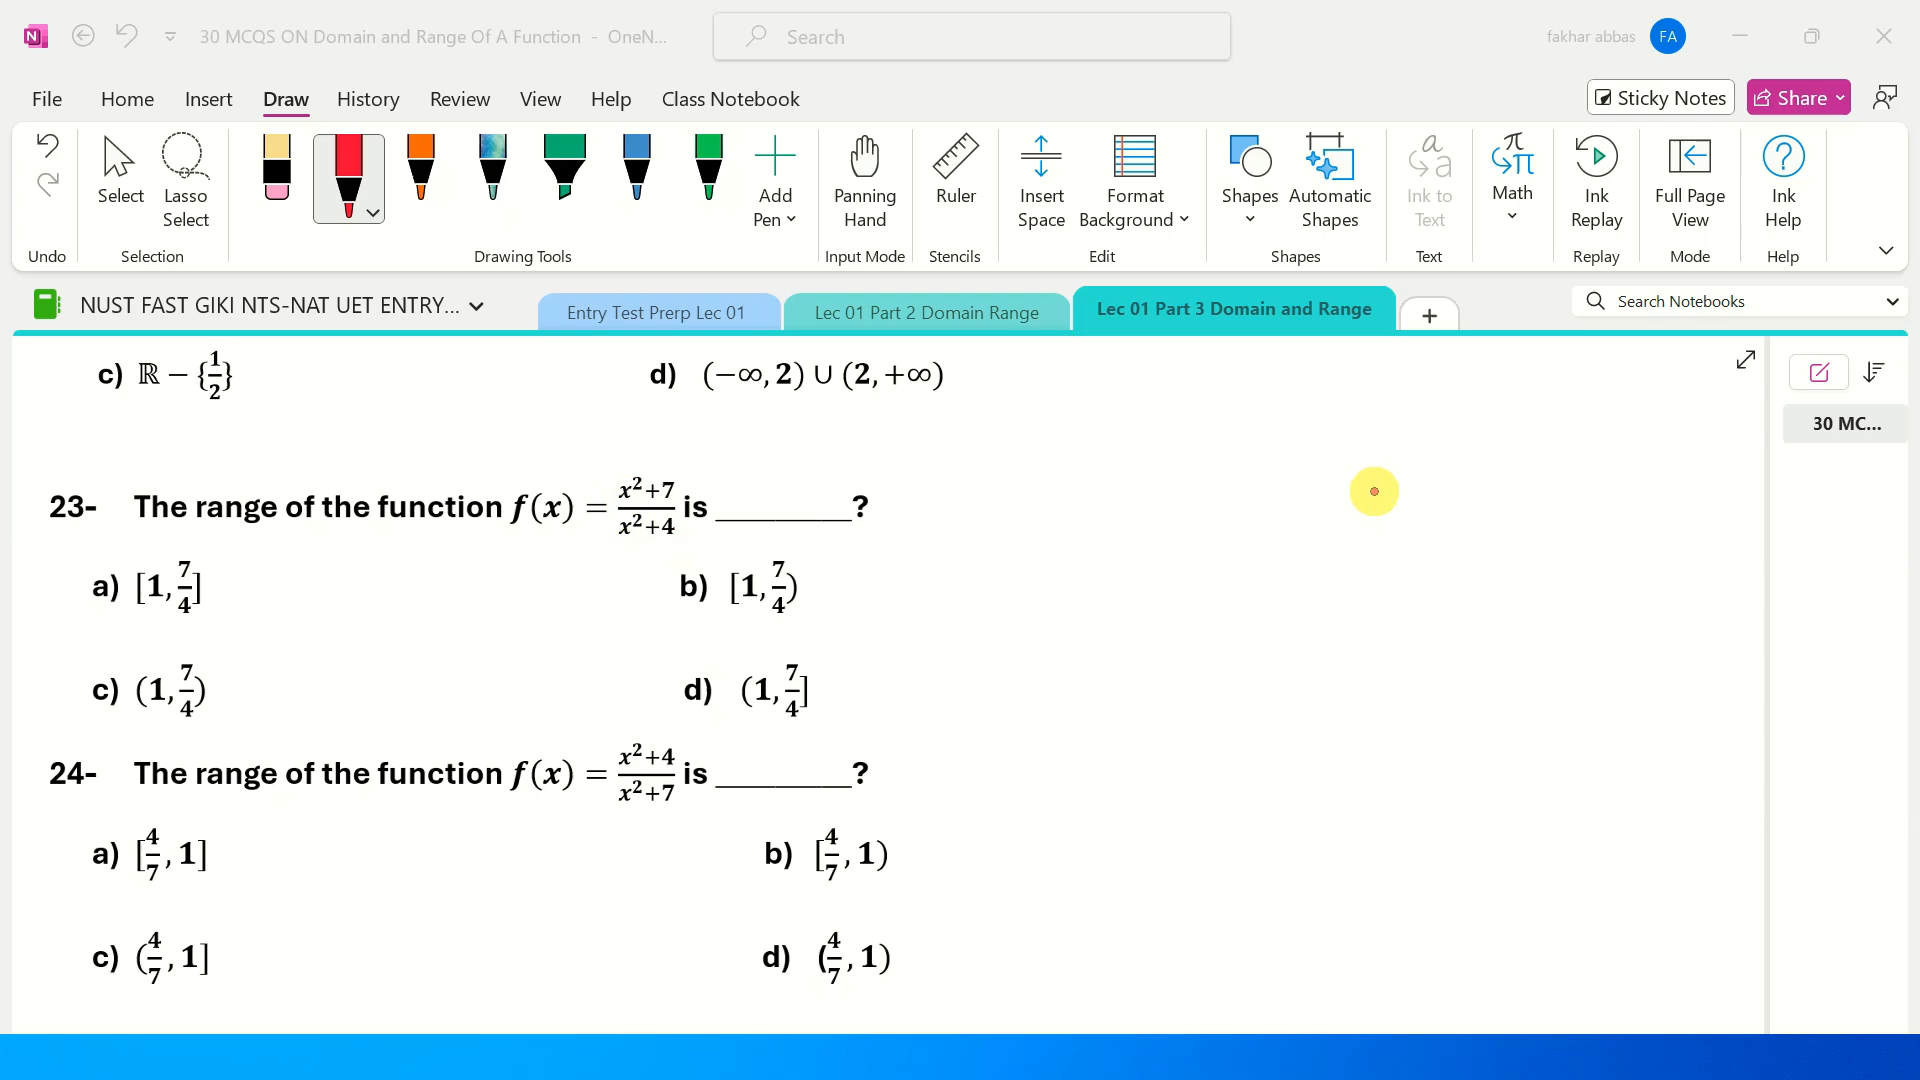 30 MCQS ON Domain and Range Of A Function - OneN...
Search
fakhar abbas
FA
File Home Insert Draw History Review View Help Class Notebook
Sticky Notes
Share
Select
Lasso Select
Add Pen
Panning Hand
Ruler
Insert Space
Format Background
Shapes
Automatic Shapes
Ink to Text
Math
Ink Replay
Full Page View
Ink Help
Undo
Selection
Drawing Tools
Input Mode
Stencils
Edit
Shapes
Text
Replay
Mode
Help
NUST FAST GIKI NTS-NAT UET ENTRY...
Entry Test Prerp Lec 01
Lec 01 Part 2 Domain Range
Lec 01 Part 3 Domain and Range
+
Search Notebooks
30 MC...
c) ℝ − {1/2} d) (−∞, 2) ∪ (2, +∞)
23- The range of the function f(x) = x²+7/x²+4 is _________?
a) [1, 7/4] b) [1, 7/4)
c) (1, 7/4) d) (1, 7/4]
24- The range of the function f(x) = x²+4/x²+7 is _________?
a) [4/7, 1] b) [4/7, 1)
c) (4/7, 1] d) (4/7, 1)